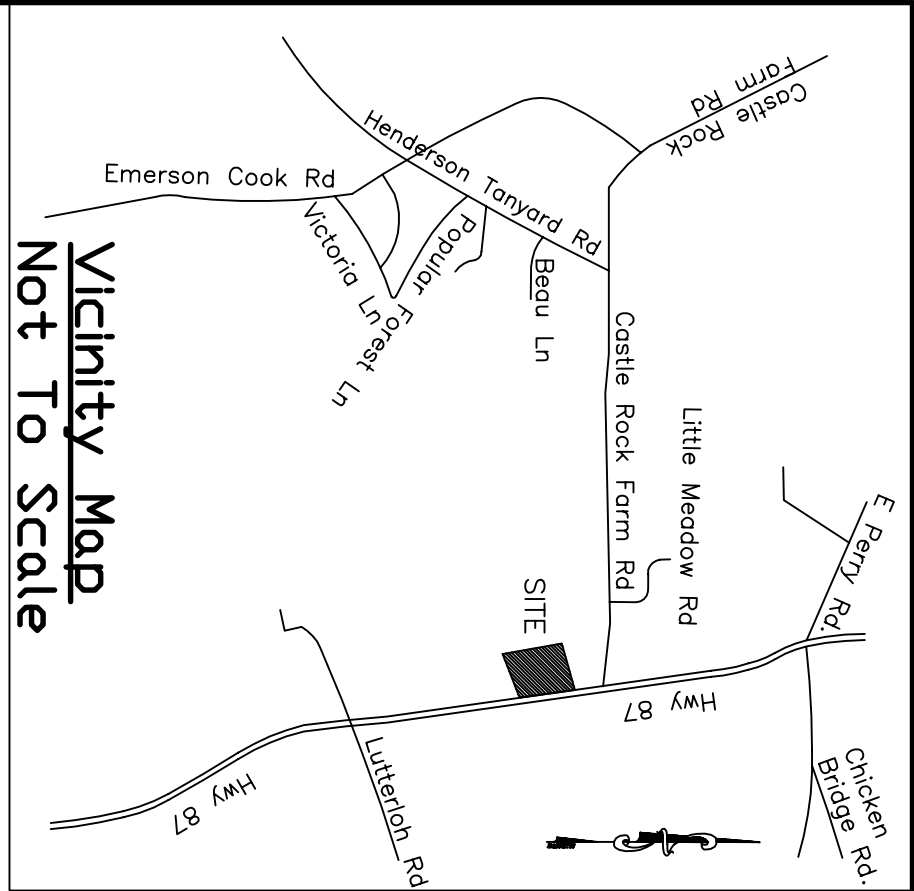 Castle Rock
Farm Rd
Henderson Tanyard Rd
Emerson Cook Rd
Victoria Ln
Popular
Forest Ln
Beau Ln
Castle Rock Farm Rd
Little Meadow Rd
E Perry Rd.
SITE
Hwy 87
Chicken
Bridge Rd.
Lutterloh Rd
Hwy 87
Vicinity Map
Not To Scale